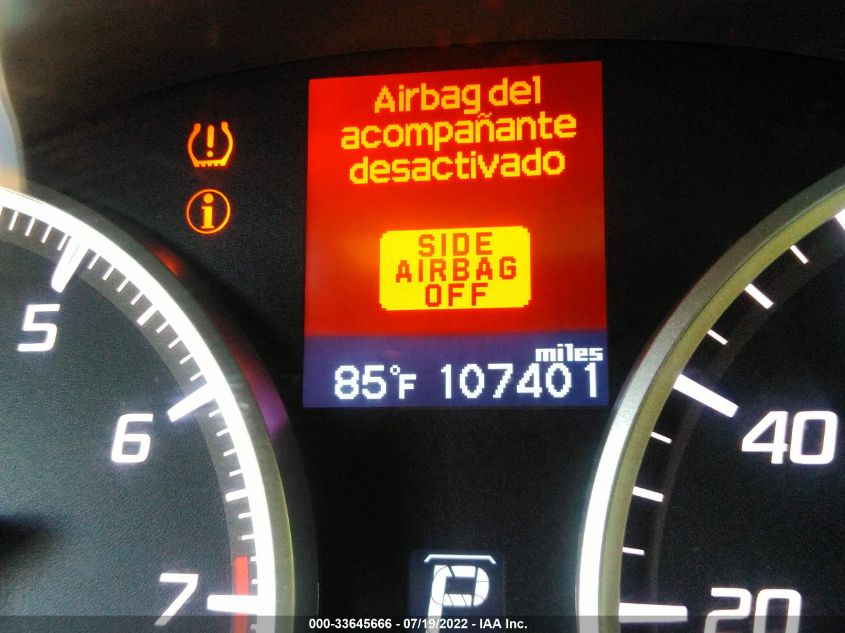 Airbag del
acompañante
desactivado
SIDE
AIRBAG
OFF
miles
85°F 107401
5
6
7
40
20
P
000-33645666 - 07/19/2022 - IAA Inc.